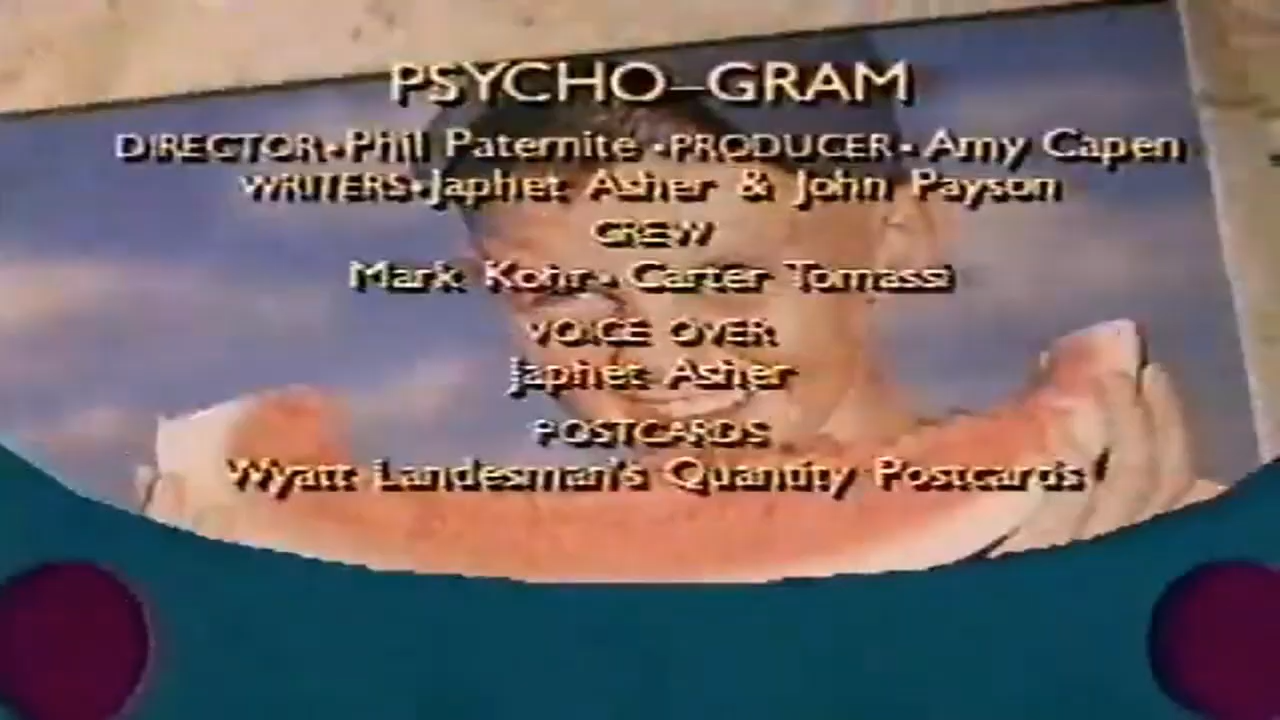 PSYCHO-GRAM
DIRECTOR•Phil Paternite •PRODUCER• Amy Capen
WRITERS•Japhet Asher & John Payson
CREW
Mark Kohr• Carter Tomassi
VOICE OVER
Japhet Asher
POSTCARDS
Wyatt Landesman's Quantity Postcards